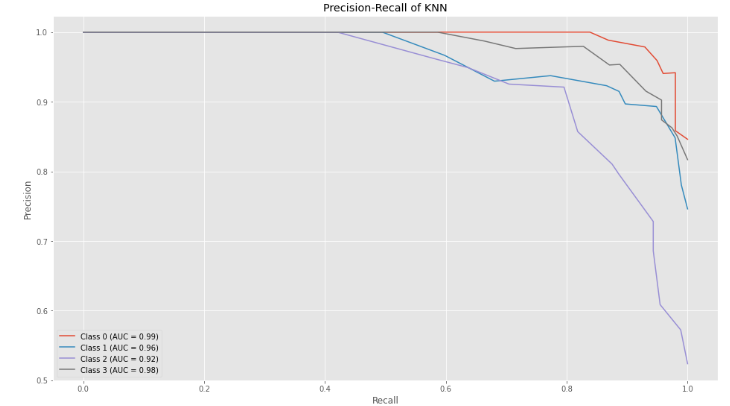 Precision-Recall of KNN
1.0
0.9
0.8
0.7
0.6
0.5
Precision
Class 0 (AUC = 0.99)
Class 1 (AUC = 0.96)
Class 2 (AUC = 0.92)
Class 3 (AUC = 0.98)
0.0 0.2 0.4 0.6 0.8 1.0
Recall